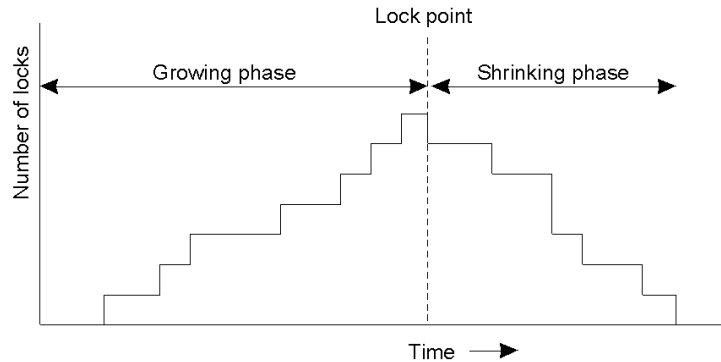 Lock point
Growing phase
Shrinking phase
Number of locks
Time